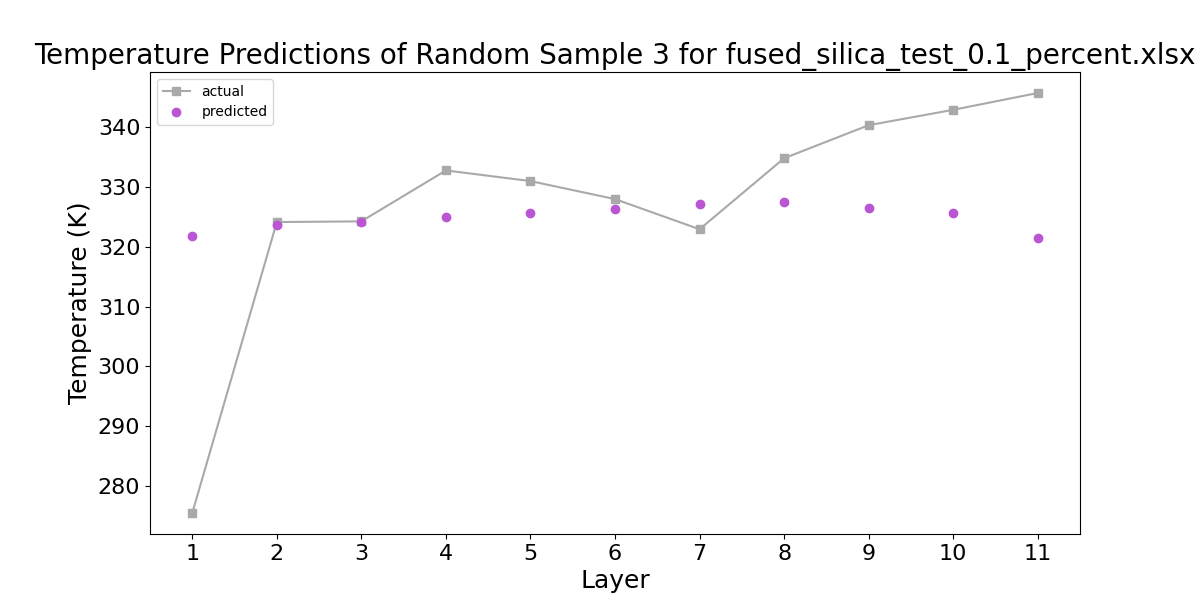 Temperature Predictions of Random Sample 3 for fused_silica_test_0.1_percent.xlsx
actual
predicted
Temperature (K)
340
330
320
310
300
290
280
1 2 3 4 5 6 7 8 9 10 11
Layer